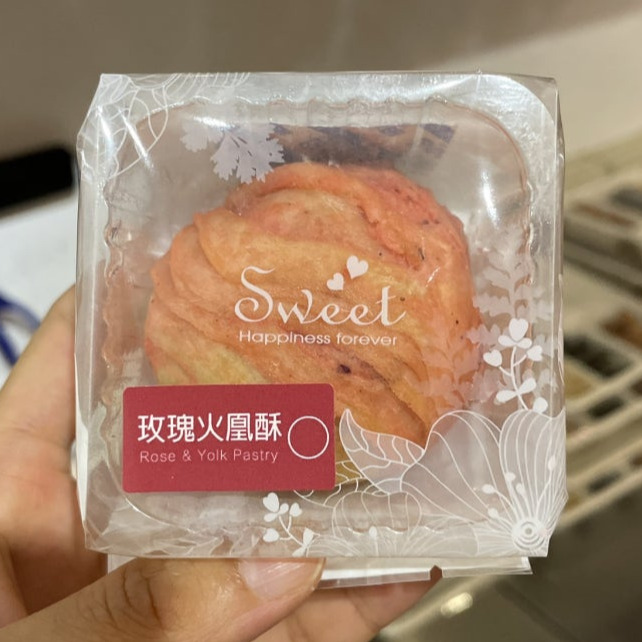 Sweet
Happiness forever
玫瑰火凰酥
Rose & Yolk Pastry